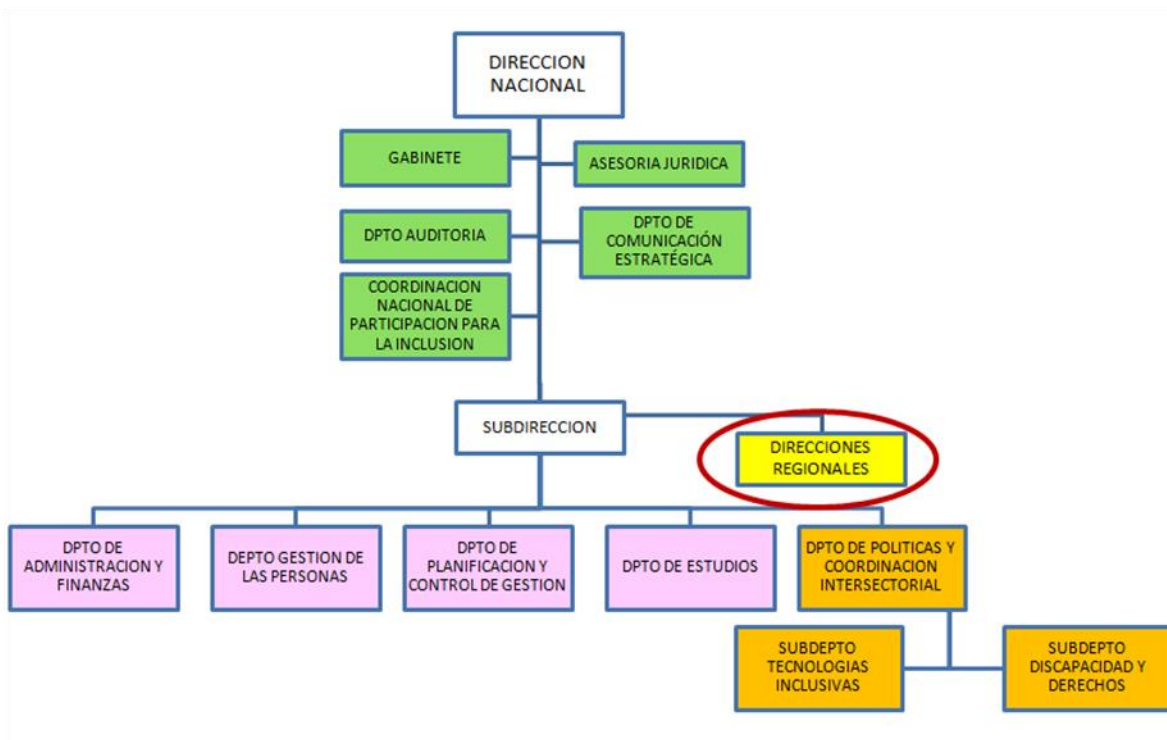 DIRECCION
NACIONAL
GABINETE
ASESORIA JURIDICA
DPTO AUDITORIA
DPTO DE
COMUNICACIÓN
ESTRATÉGICA
COORDINACION
NACIONAL DE
PARTICIPACION PARA
LA INCLUSION
SUBDIRECCION
DIRECCIONES
REGIONALES
DPTO DE
ADMINISTRACION Y
FINANZAS
DEPTO GESTION DE
LAS PERSONAS
DPTO DE
PLANIFICACION Y
CONTROL DE GESTION
DPTO DE ESTUDIOS
DPTO DE POLITICAS Y
COORDINACION
INTERSECTORIAL
SUBDEPTO
TECNOLOGIAS
INCLUSIVAS
SUBDEPTO
DISCAPACIDAD Y
DERECHOS